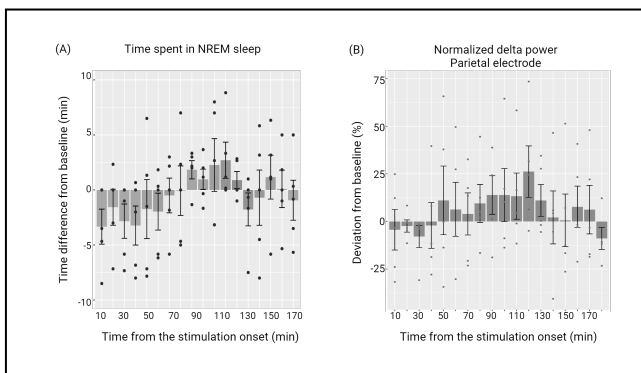 (A)
Time spent in NREM sleep
Time difference from baseline (min)
10
5
0
-5
-10
10 30 50 70 90 110 130 140 150 170
Time from the stimulation onset (min)
(B)
Normalized delta power
Parietal electrode
Deviation from baseline (%)
75
50
25
0
-25
10 30 50 70 90 110 130 140 150 170
Time from the stimulation onset (min)